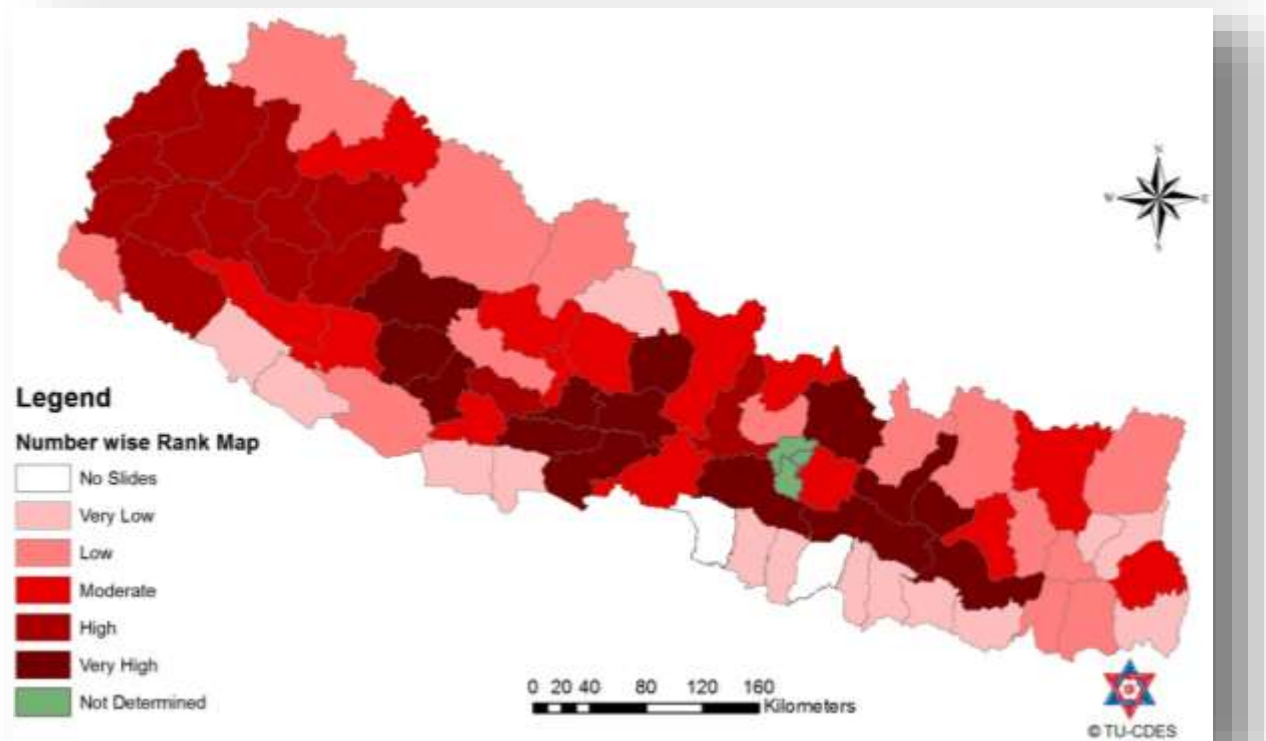 N
W
E
S
Legend
Number wise Rank Map
No Slides
Very Low
Low
Moderate
High
Very High
Not Determined
0 20 40 80 120 160
Kilometers
© TU-CDES